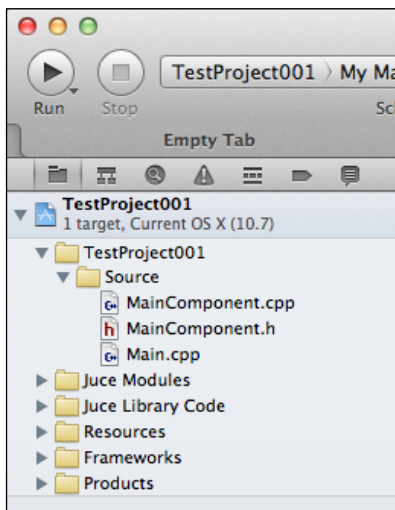 TestProject001 › My Ma
Run
Stop
Sc
Empty Tab
TestProject001
1 target, Current OS X (10.7)
TestProject001
Source
MainComponent.cpp
MainComponent.h
Main.cpp
Juce Modules
Juce Library Code
Resources
Frameworks
Products